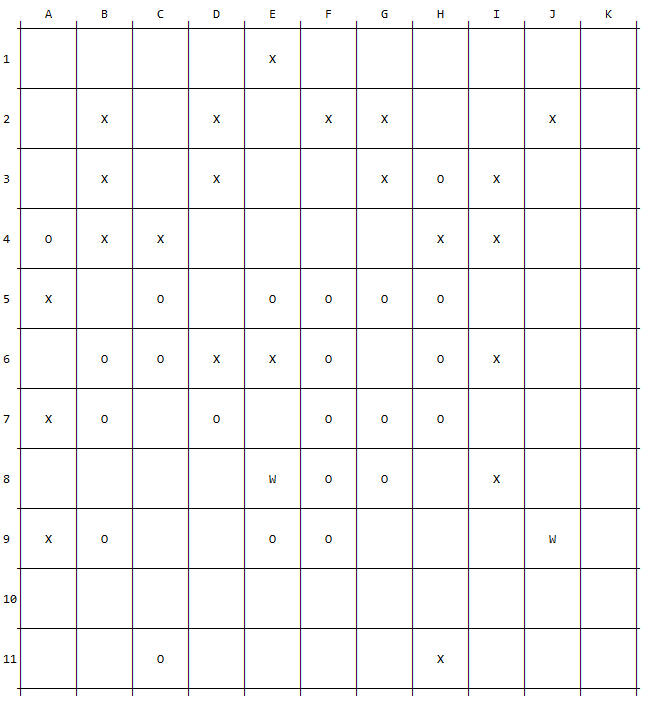 A B C D E F G H I J K
1 X
2 X X X X X
3 X X X O X
4 O X X X X
5 X O O O O O
6 O O X X O O X
7 X O O O O O
8 W O O X
9 X O O O W
10
11 O X